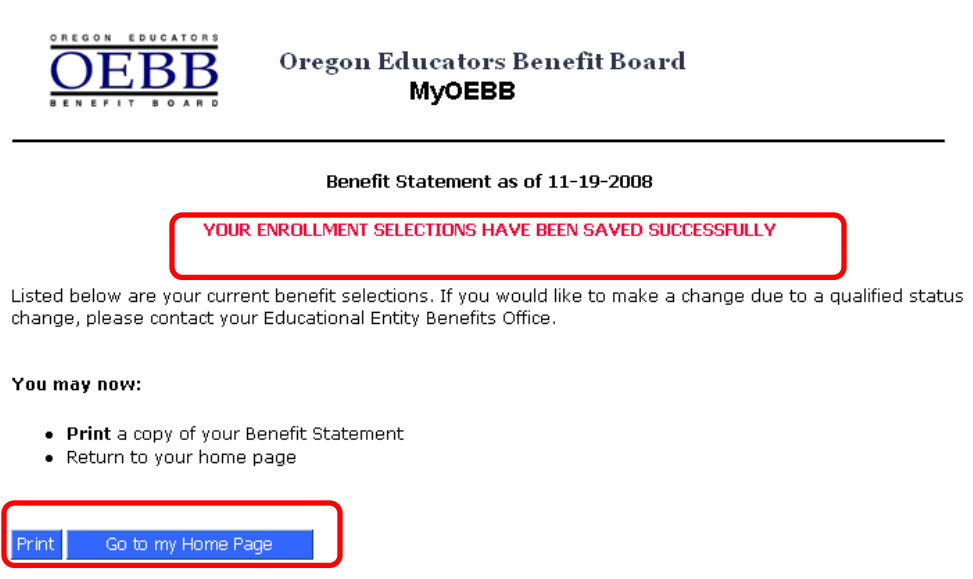 OREGON EDUCATORS
OEBB
BENEFIT BOARD
Oregon Educators Benefit Board
MyOEBB
Benefit Statement as of 11-19-2008
YOUR ENROLLMENT SELECTIONS HAVE BEEN SAVED SUCCESSFULLY
Listed below are your current benefit selections. If you would like to make a change due to a qualified status
change, please contact your Educational Entity Benefits Office.
You may now:
• Print a copy of your Benefit Statement
• Return to your home page
Print Go to my Home Page